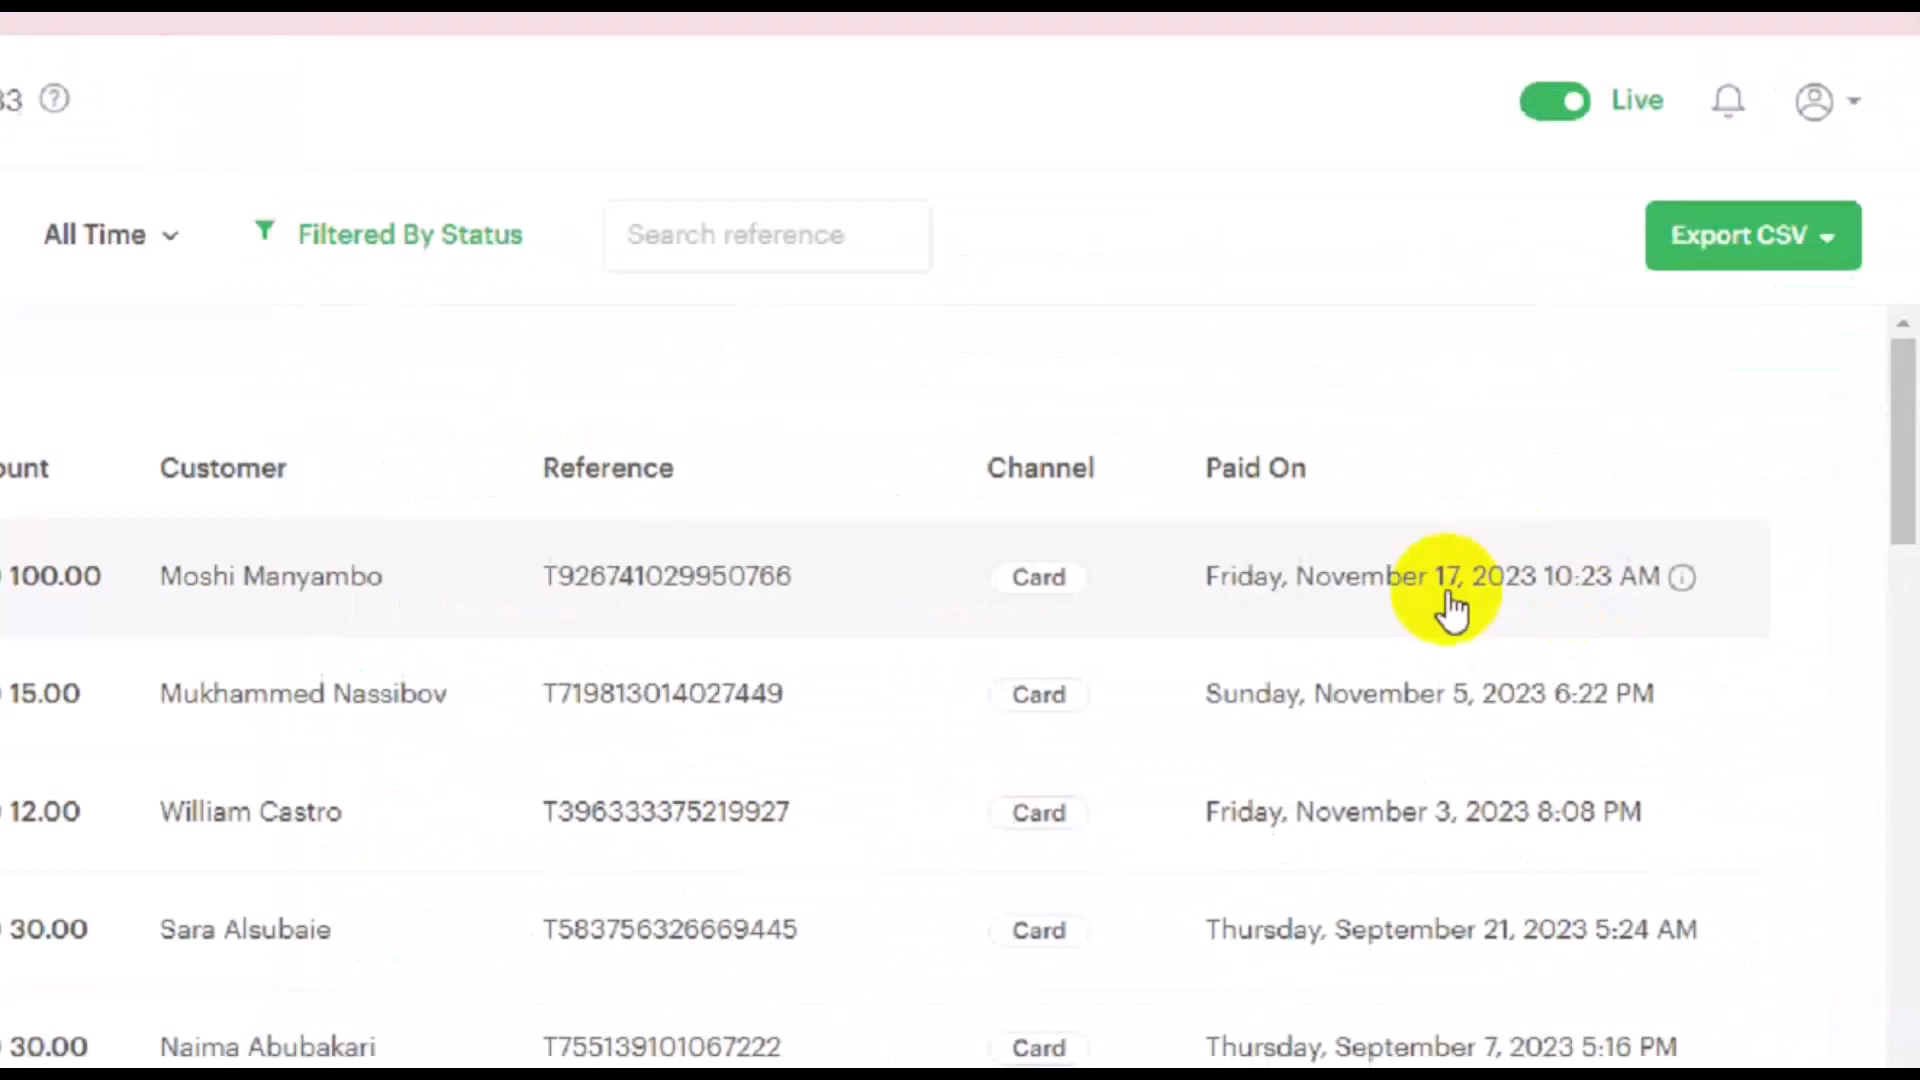 33
Live
All Time
Filtered By Status
Search reference
Export CSV
ount Customer Reference Channel Paid On
100.00 Moshi Manyambo T926741029950766 Card Friday, November 17, 2023 10:23 AM
15.00 Mukhammed Nassibov T719813014027449 Card Sunday, November 5, 2023 6:22 PM
12.00 William Castro T396333375219927 Card Friday, November 3, 2023 8:08 PM
30.00 Sara Alsubaie T583756326669445 Card Thursday, September 21, 2023 5:24 AM
30.00 Naima Abubakari T755139101067222 Card Thursday, September 7, 2023 5:16 PM